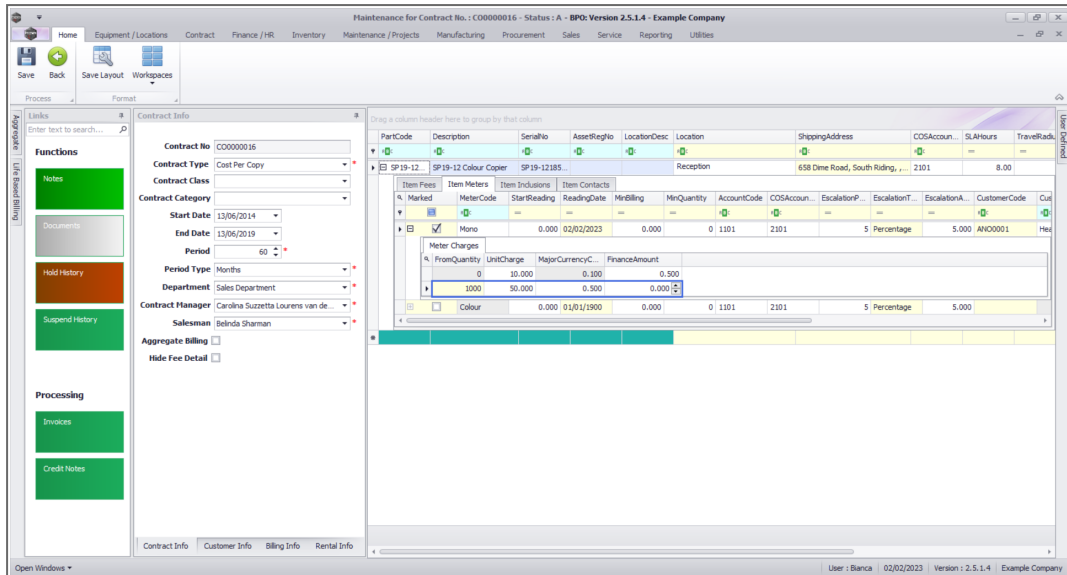 Maintenance for Contract No. : CO0000016 - Status : A - BPO: Version 2.5.1.4 - Example Company
Home Equipment / Locations Contract Finance / HR Inventory Maintenance / Projects Manufacturing Procurement Sales Service Reporting Utilities
Save Back Save Layout Workspaces
Process Format
Aggregate
Life Based Billing
Links
Enter text to search...
Functions
Notes
Documents
Hold History
Suspend History
Processing
Invoices
Credit Notes
Contract Info
Contract No CO0000016
Contract Type Cost Per Copy *
Contract Class
Contract Category
Start Date 13/06/2014
End Date 13/06/2019
Period 60 *
Period Type Months *
Department Sales Department *
Contract Manager Carolina Suzzetta Lourens van de... *
Salesman Belinda Sharman *
Aggregate Billing
Hide Fee Detail
Contract Info Customer Info Billing Info Rental Info
Drag a column header here to group by that column
PartCode Description SerialNo AssetRegNo LocationDesc Location ShippingAddress COSAccoun... SLAHours TravelRadiu
SP19-12... SP19-12 Colour Copier SP19-12185... Reception 658 Dime Road, South Riding, ,... 2101 8.00
Item Fees Item Meters Item Inclusions Item Contacts
Marked MeterCode StartReading ReadingDate MinBilling MinQuantity AccountCode COSAccoun... EscalationP... EscalationT... EscalationA... CustomerCode Cus
Mono 0.000 02/02/2023 0.000 0 1101 2101 5 Percentage 5.000 ANO0001 Hea
Meter Charges
FromQuantity UnitCharge MajorCurrencyC... FinanceAmount
0 10.000 0.100 0.500
1000 50.000 0.500 0.000
Colour 0.000 01/01/1900 0.000 0 1101 2101 5 Percentage 5.000
User Defined
Open Windows
User : Bianca 02/02/2023 Version : 2.5.1.4 Example Company